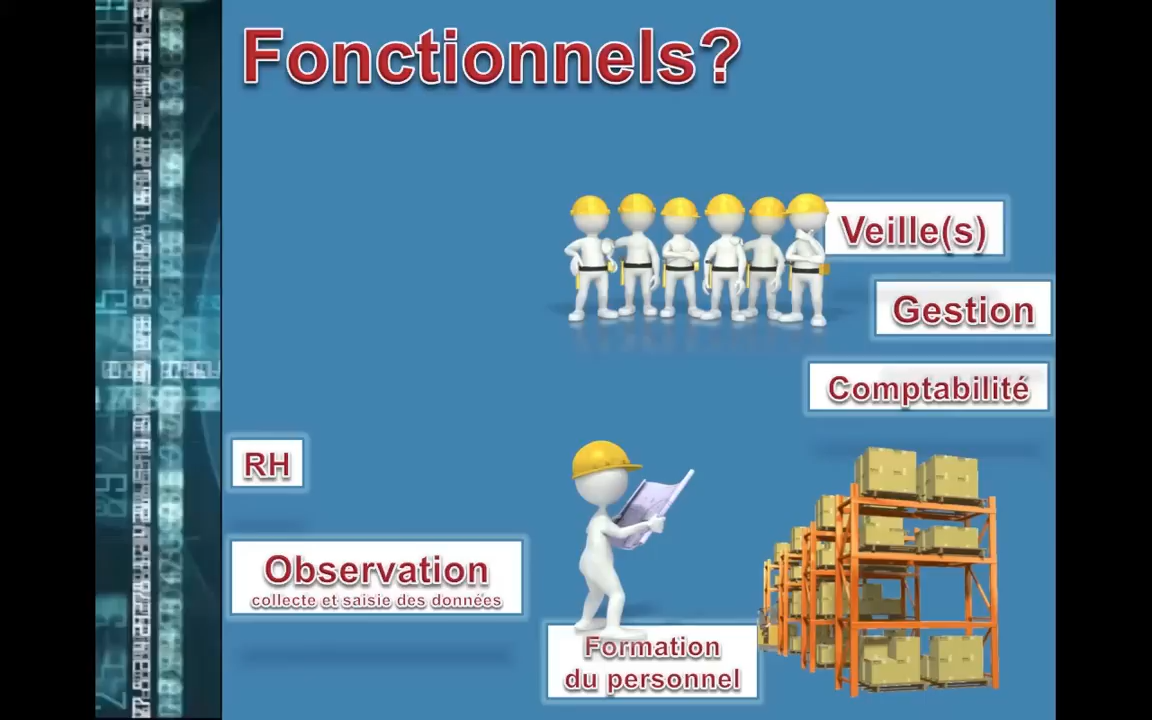 Fonctionnels?
Veille(s)
Gestion
Comptabilité
RH
Observation
collecte et saisie des données
Formation
du personnel